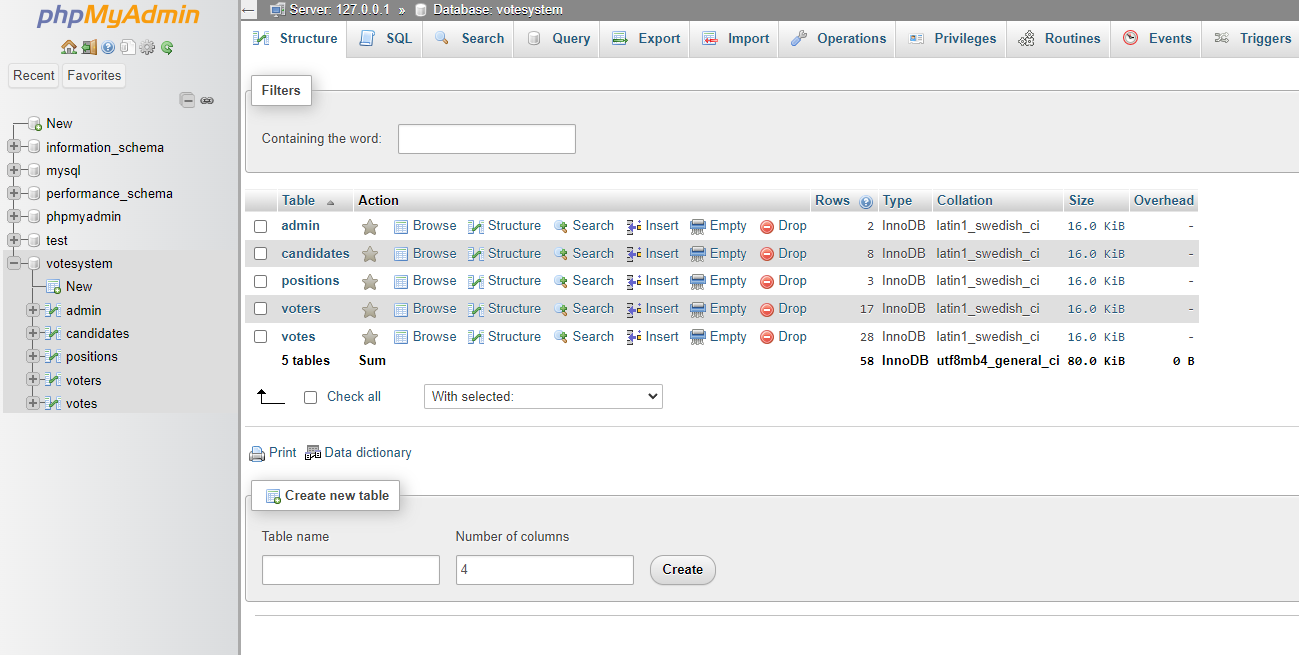 phpMyAdmin
Recent Favorites
New
information_schema
mysql
performance_schema
phpmyadmin
test
votesystem
New
admin
candidates
positions
voters
votes
Server: 127.0.0.1 » Database: votesystem
Structure SQL Search Query Export Import Operations Privileges Routines Events Triggers
Filters
Containing the word:
Table Action Rows Type Collation Size Overhead
admin Browse Structure Search Insert Empty Drop 2 InnoDB latin1_swedish_ci 16.0 KiB -
candidates Browse Structure Search Insert Empty Drop 8 InnoDB latin1_swedish_ci 16.0 KiB -
positions Browse Structure Search Insert Empty Drop 3 InnoDB latin1_swedish_ci 16.0 KiB -
voters Browse Structure Search Insert Empty Drop 17 InnoDB latin1_swedish_ci 16.0 KiB -
votes Browse Structure Search Insert Empty Drop 28 InnoDB latin1_swedish_ci 16.0 KiB -
5 tables Sum 58 InnoDB utf8mb4_general_ci 80.0 KiB 0 B
Check all With selected:
Print Data dictionary
Create new table
Table name Number of columns
4 Create